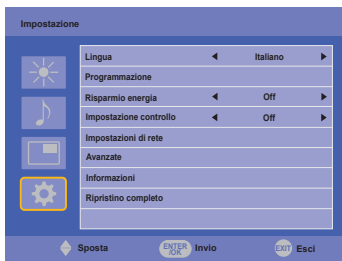 Impostazione
Lingua ◀ Italiano ▶
Programmazione
Risparmio energia ◀ Off ▶
Impostazione controllo ◀ Off ▶
Impostazioni di rete
Avanzate
Informazioni
Ripristino completo
Sposta ENTER/OK Invio EXIT Esci